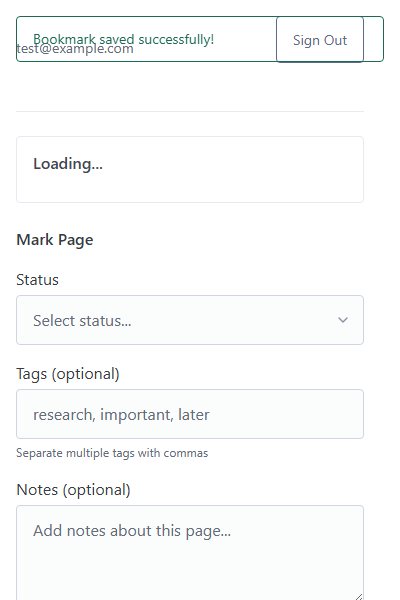 Bookmark saved successfully!
test@example.com
Sign Out
Loading...
Mark Page
Status
Select status...
Tags (optional)
research, important, later
Separate multiple tags with commas
Notes (optional)
Add notes about this page...